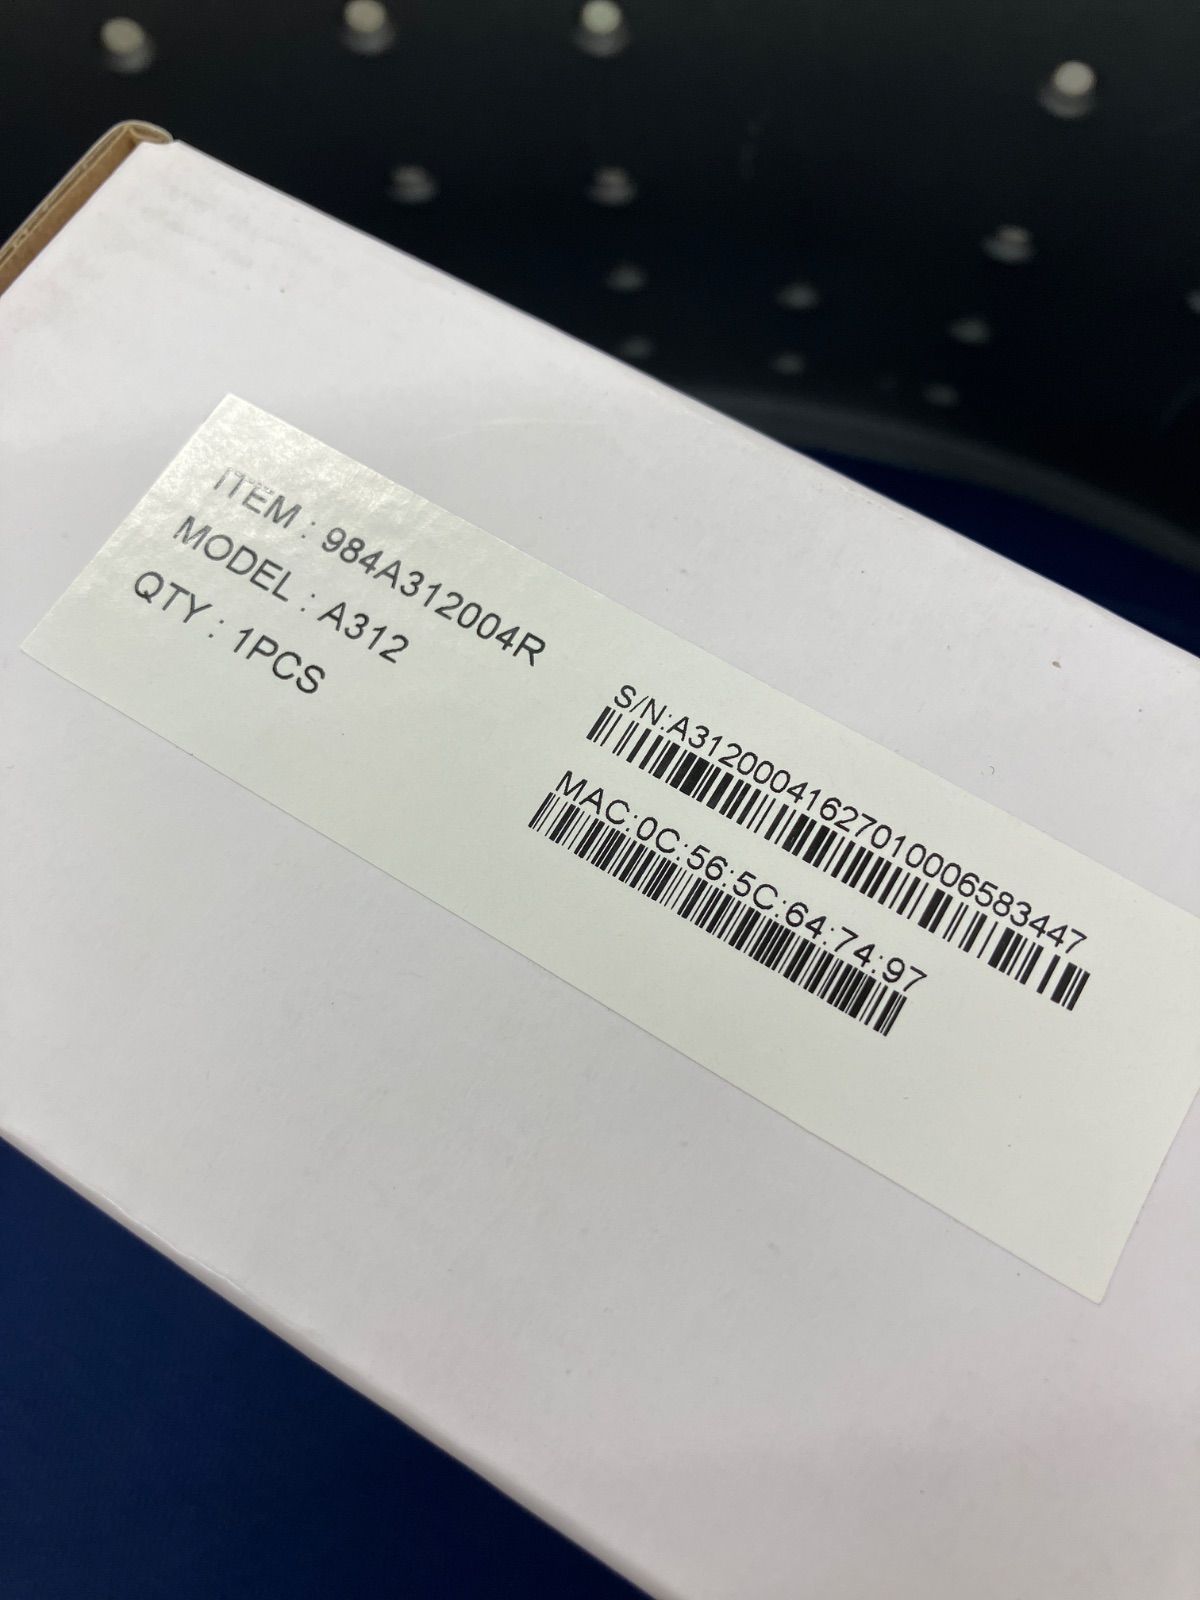 ITEM : 984A312004R
MODEL : A312
QTY : 1PCS
S/N:A31200041627010006583447
MAC:0C:56:5C:64:74:97